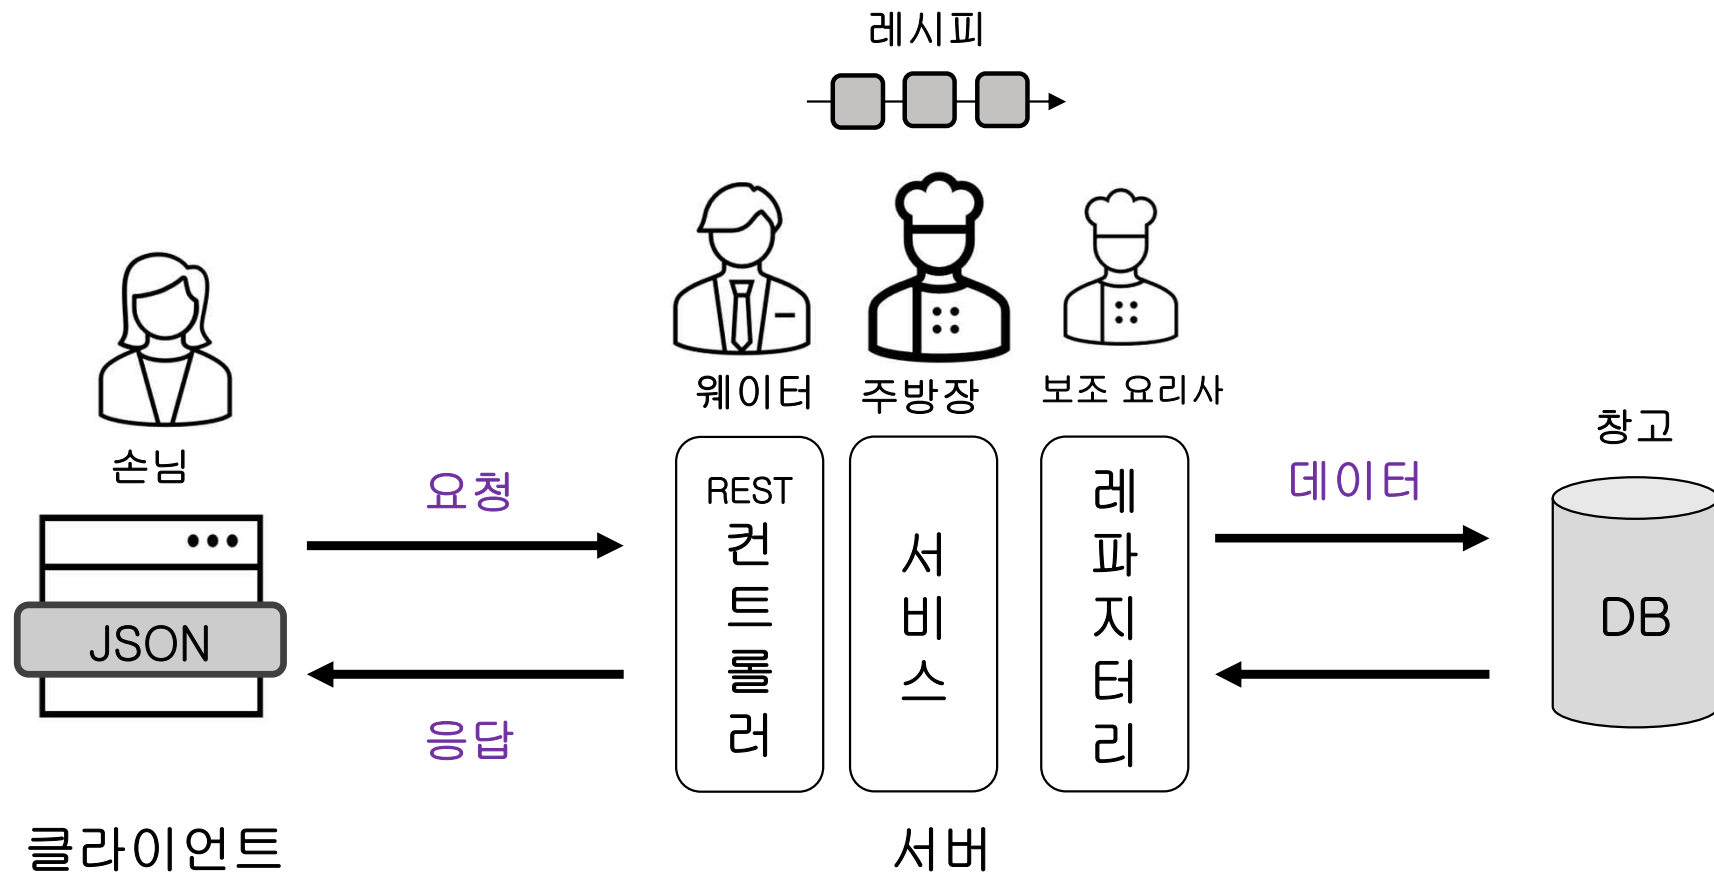 레시피
웨이터
주방장
보조 요리사
손님
창고
요청
데이터
REST
컨트롤러
서비스
레파지터리
JSON
DB
응답
클라이언트
서버